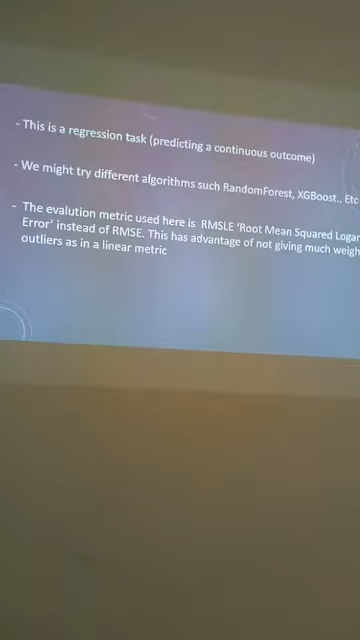 - This is a regression task (predicting a continuous outcome)
- We might try different algorithms such RandomForest, XGBoost.. Etc
- The evalution metric used here is RMSLE 'Root Mean Squared Logar
Error' instead of RMSE. This has advantage of not giving much weigh
outliers as in a linear metric